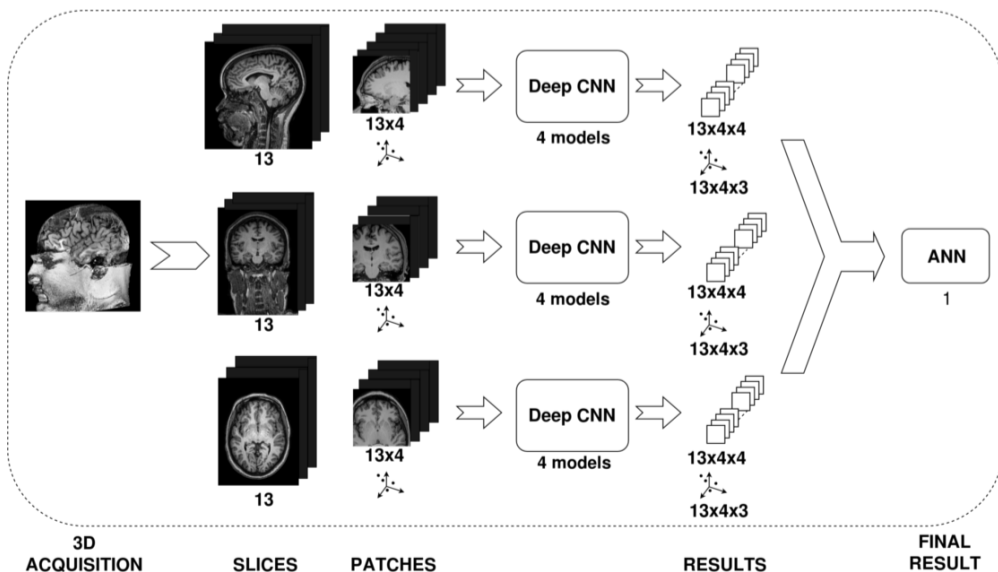 Deep CNN
13x4
4 models
13x4x4
13
13x4x3
Deep CNN
ANN
13x4
4 models
13x4x4
1
13
13x4x3
Deep CNN
13x4
4 models
13x4x4
13
13x4x3
3D
ACQUISITION
SLICES
PATCHES
RESULTS
FINAL
RESULT